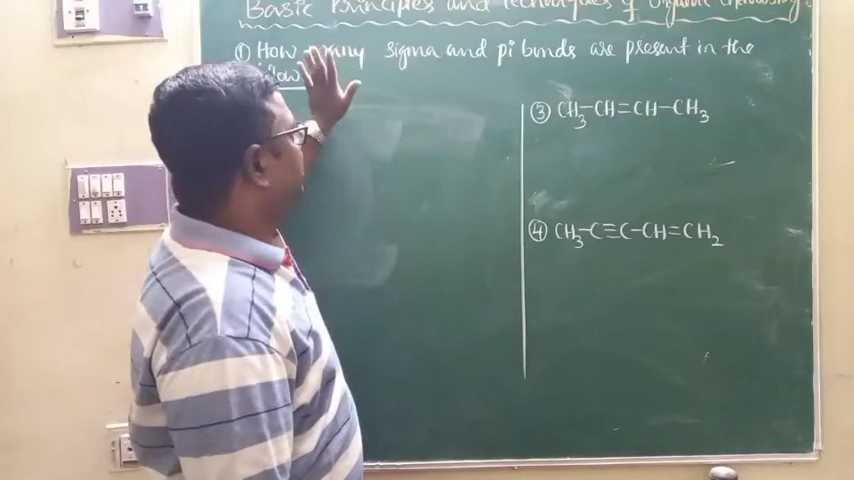 Basic Principles and Techniques of Organic Chemistry
① How many sigma and pi bonds are present in the
③ CH₃-CH=CH-CH₃
④ CH₃-C≡C-CH=CH₂